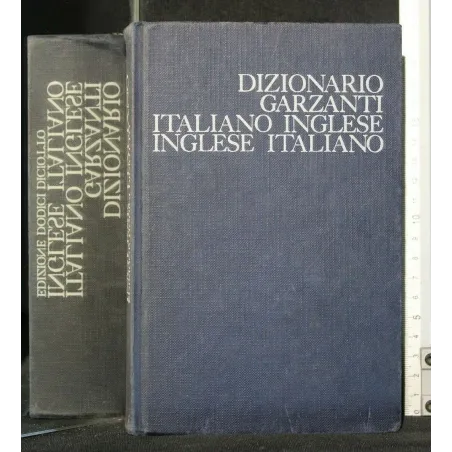 DIZIONARIO
GARZANTI
ITALIANO INGLESE
INGLESE ITALIANO
EDIZIONE DODICI DICIOTTO
DIZIONARIO
GARZANTI
ITALIANO INGLESE
INGLESE ITALIANO